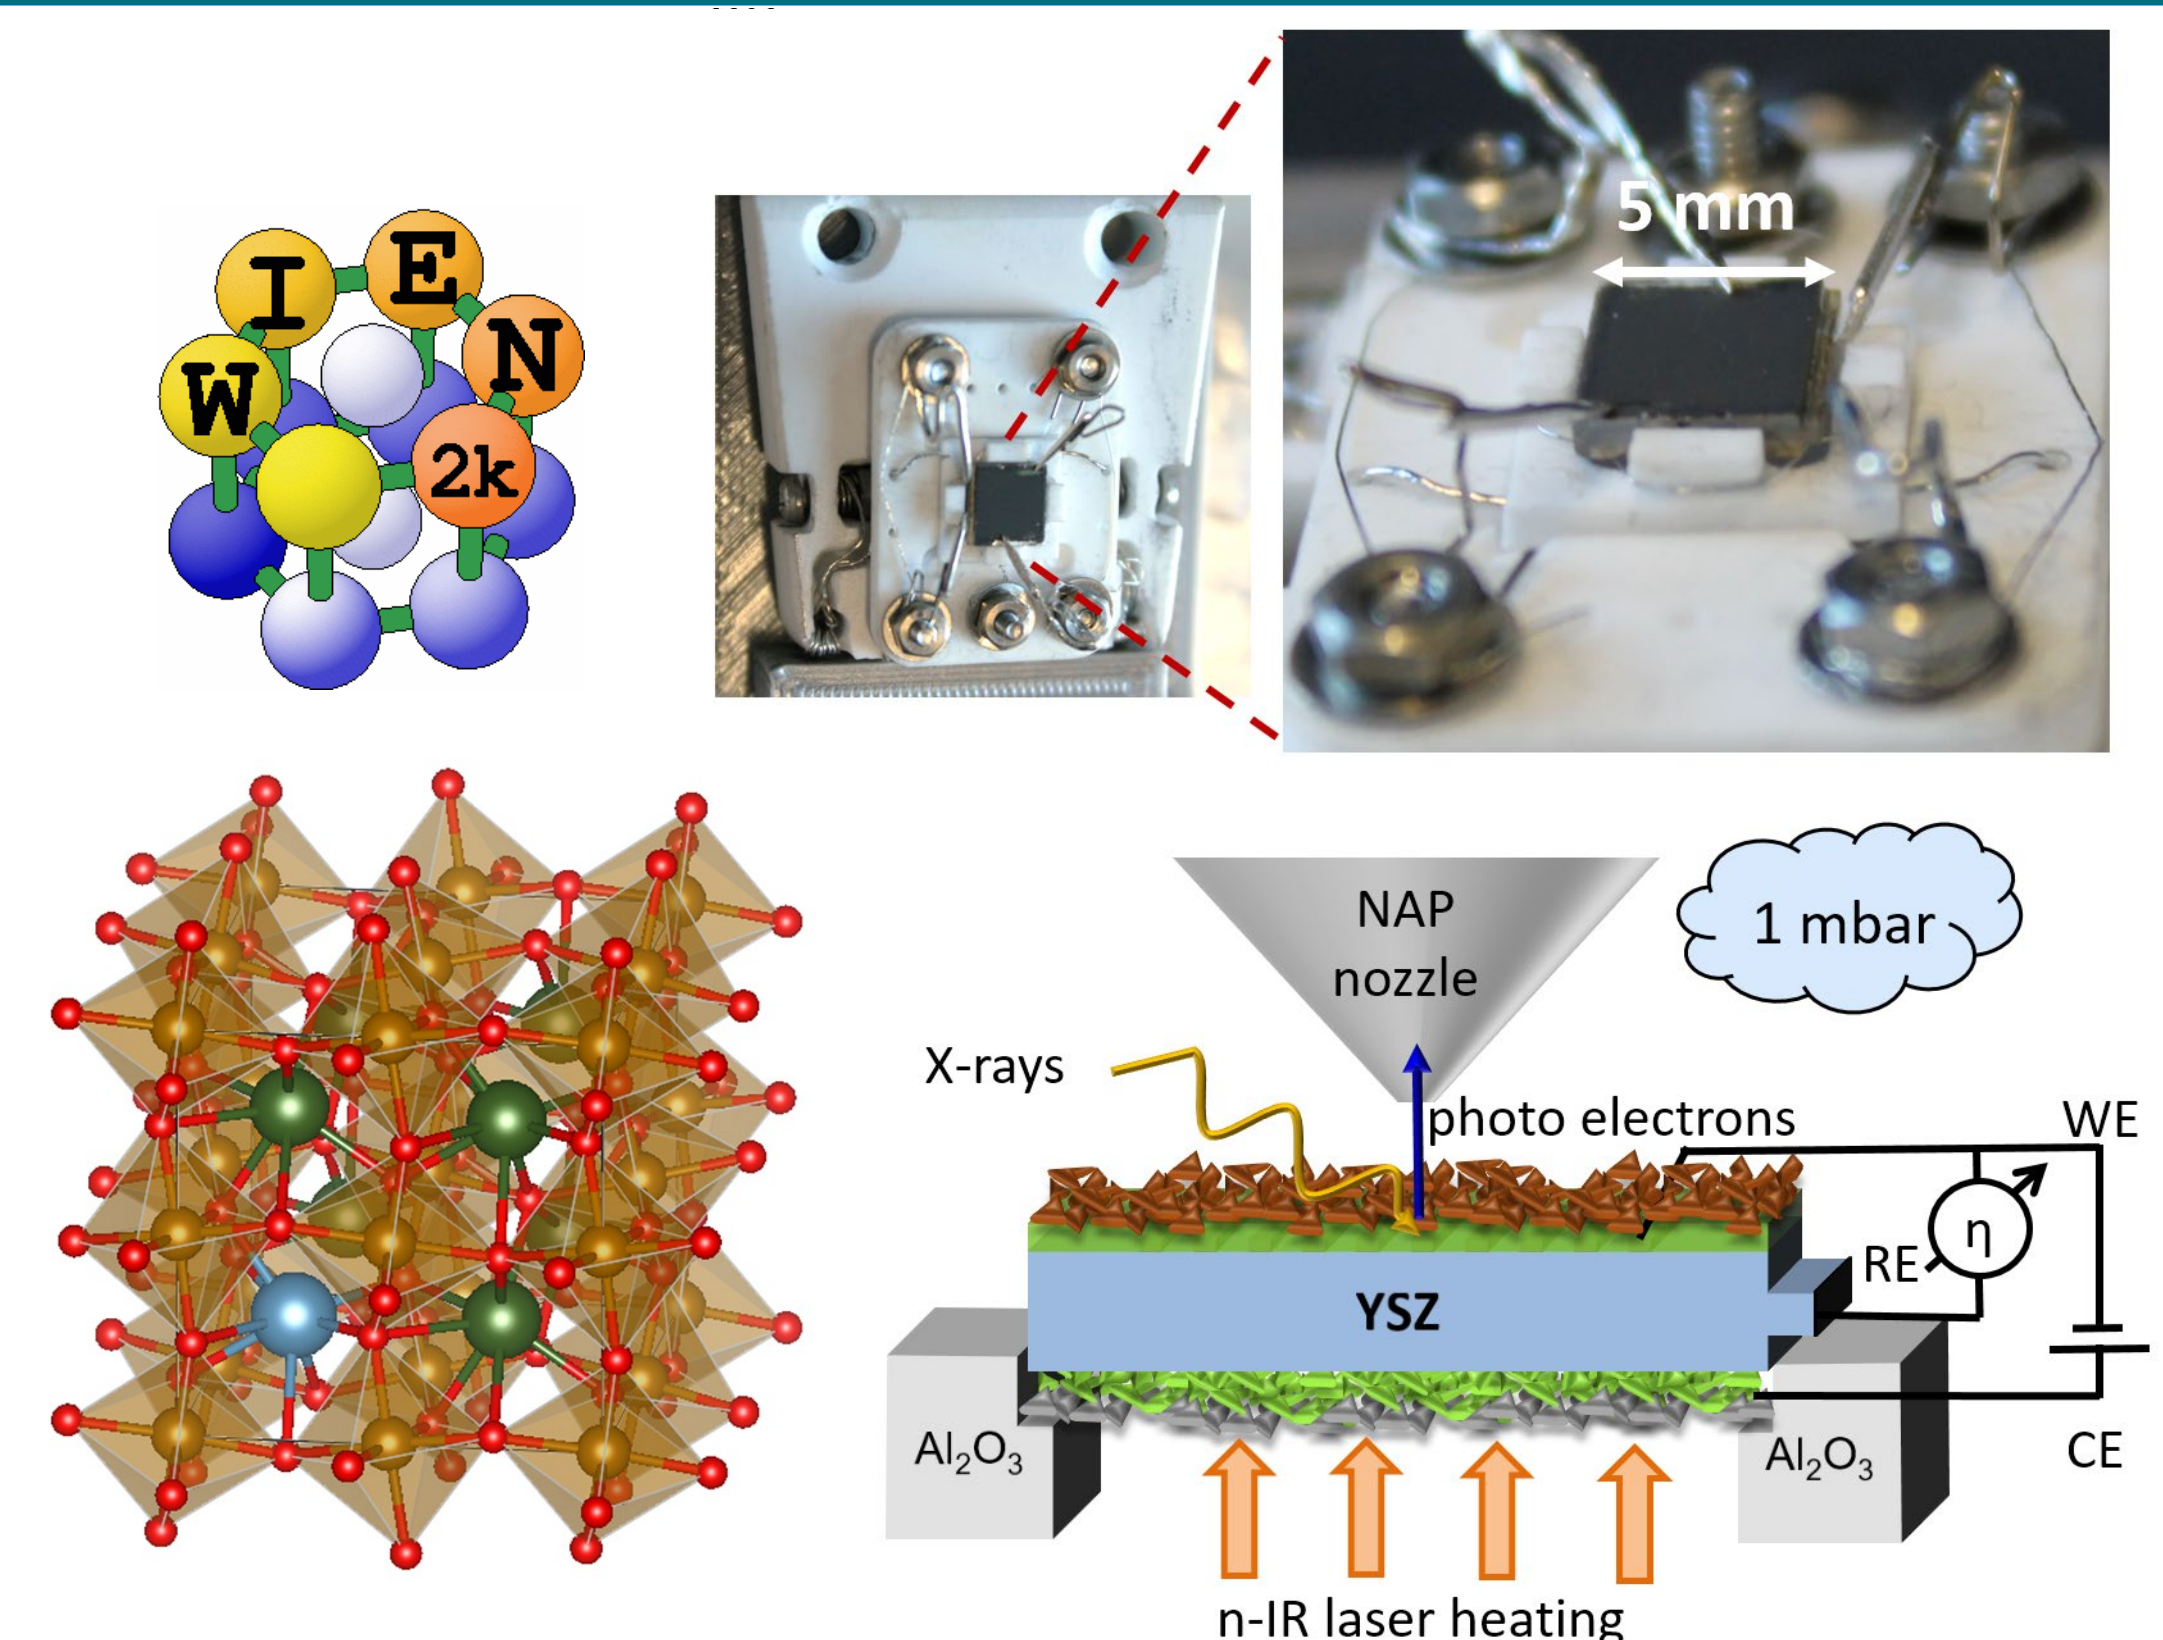 W
I
E
N
2k
5 mm
NAP
nozzle
1 mbar
X-rays
photo electrons
WE
η
RE
YSZ
Al₂O₃
Al₂O₃
CE
n-IR laser heating